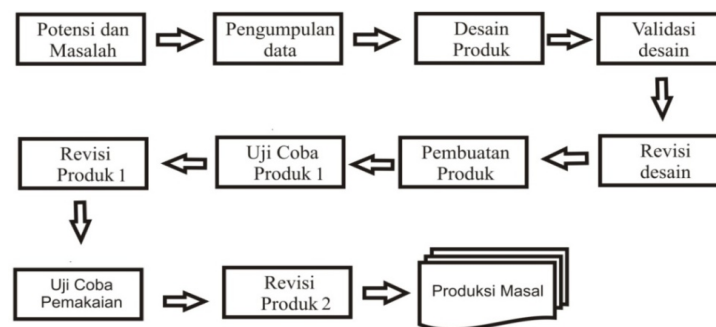 Potensi dan
Masalah
Pengumpulan
data
Desain
Produk
Validasi
desain
Revisi
Produk 1
Uji Coba
Produk 1
Pembuatan
Produk
Revisi
desain
Uji Coba
Pemakaian
Revisi
Produk 2
Produksi Masal